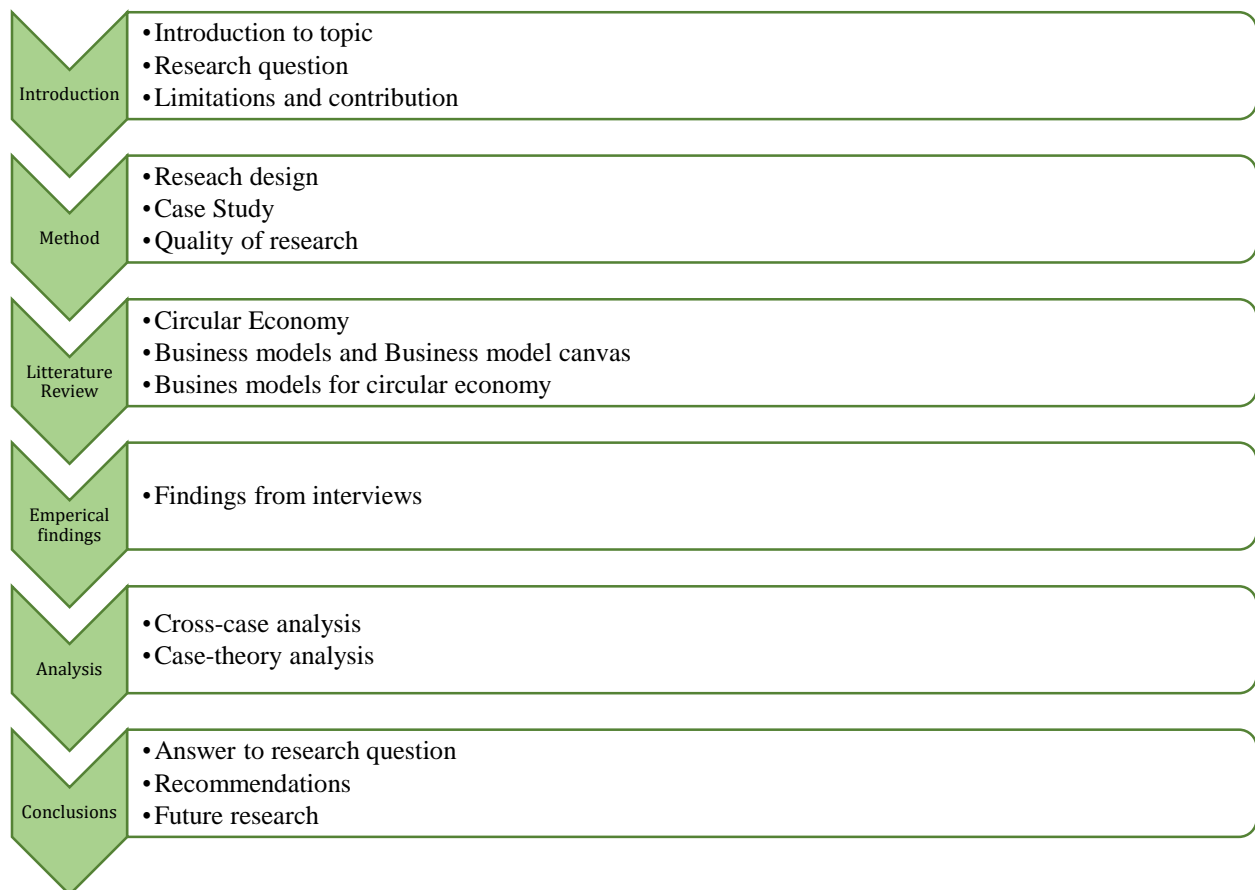 Introduction
•Introduction to topic
•Research question
•Limitations and contribution
Method
•Reseach design
•Case Study
•Quality of research
Litterature
Review
•Circular Economy
•Business models and Business model canvas
•Busines models for circular economy
Emperical
findings
•Findings from interviews
Analysis
•Cross-case analysis
•Case-theory analysis
Conclusions
•Answer to research question
•Recommendations
•Future research